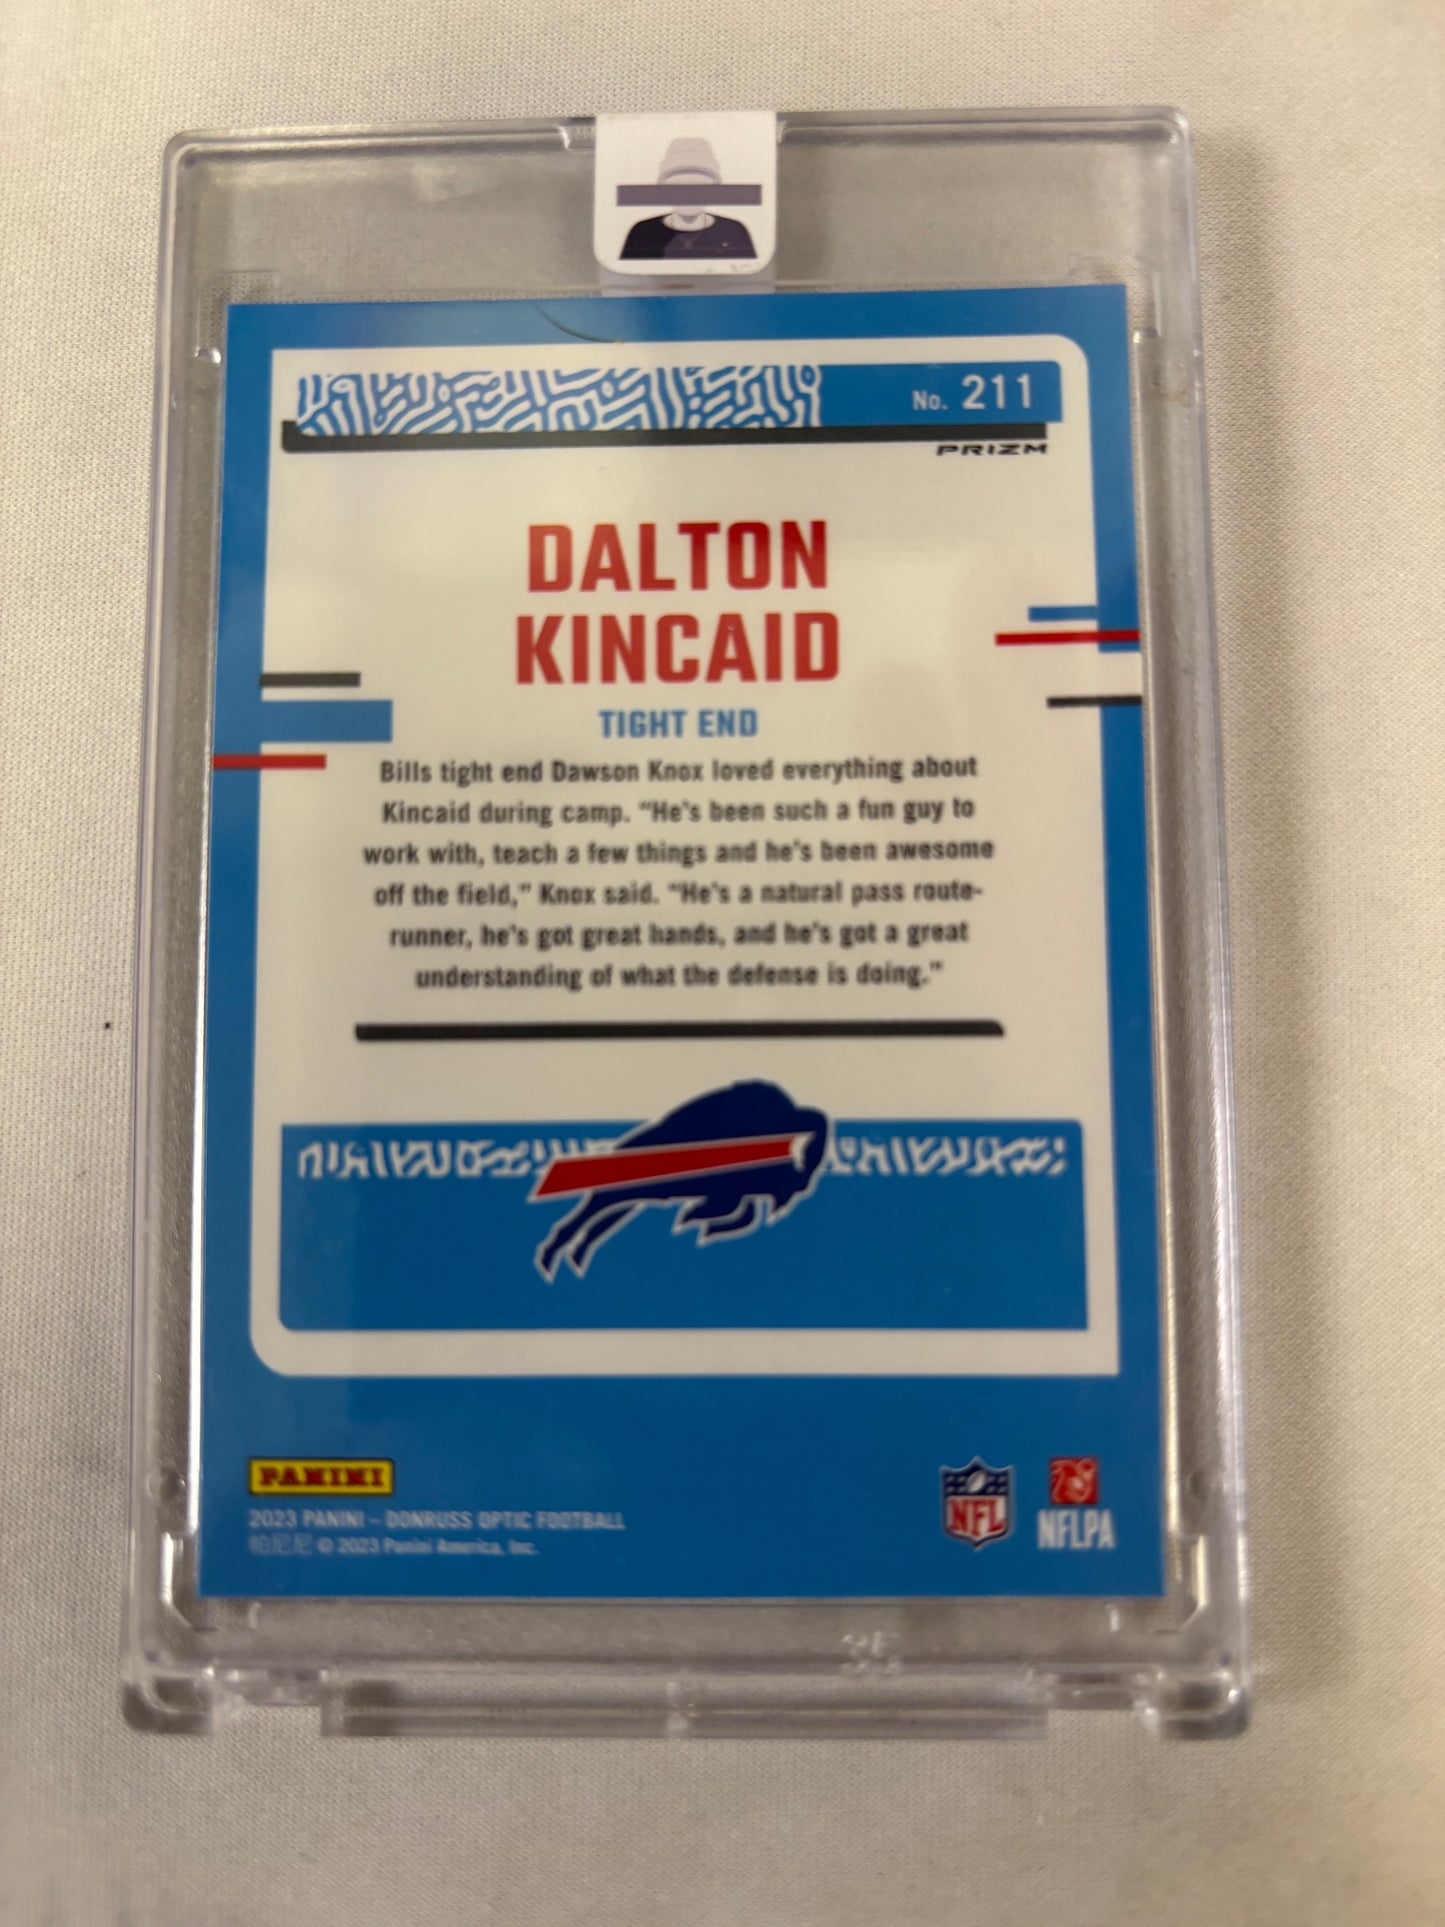 No. 211
PRIZM
DALTON
KINCAID
TIGHT END
Bills tight end Dawson Knox loved everything about
Kincaid during camp. “He's been such a fun guy to
work with, teach a few things and he's been awesome
off the field,” Knox said. “He's a natural pass route-
runner, he's got great hands, and he's got a great
understanding of what the defense is doing.”
PANINI
2023 PANINI – DONRUSS OPTIC FOOTBALL
帕尼尼 © 2023 Panini America, Inc.
NFL
NFLPA